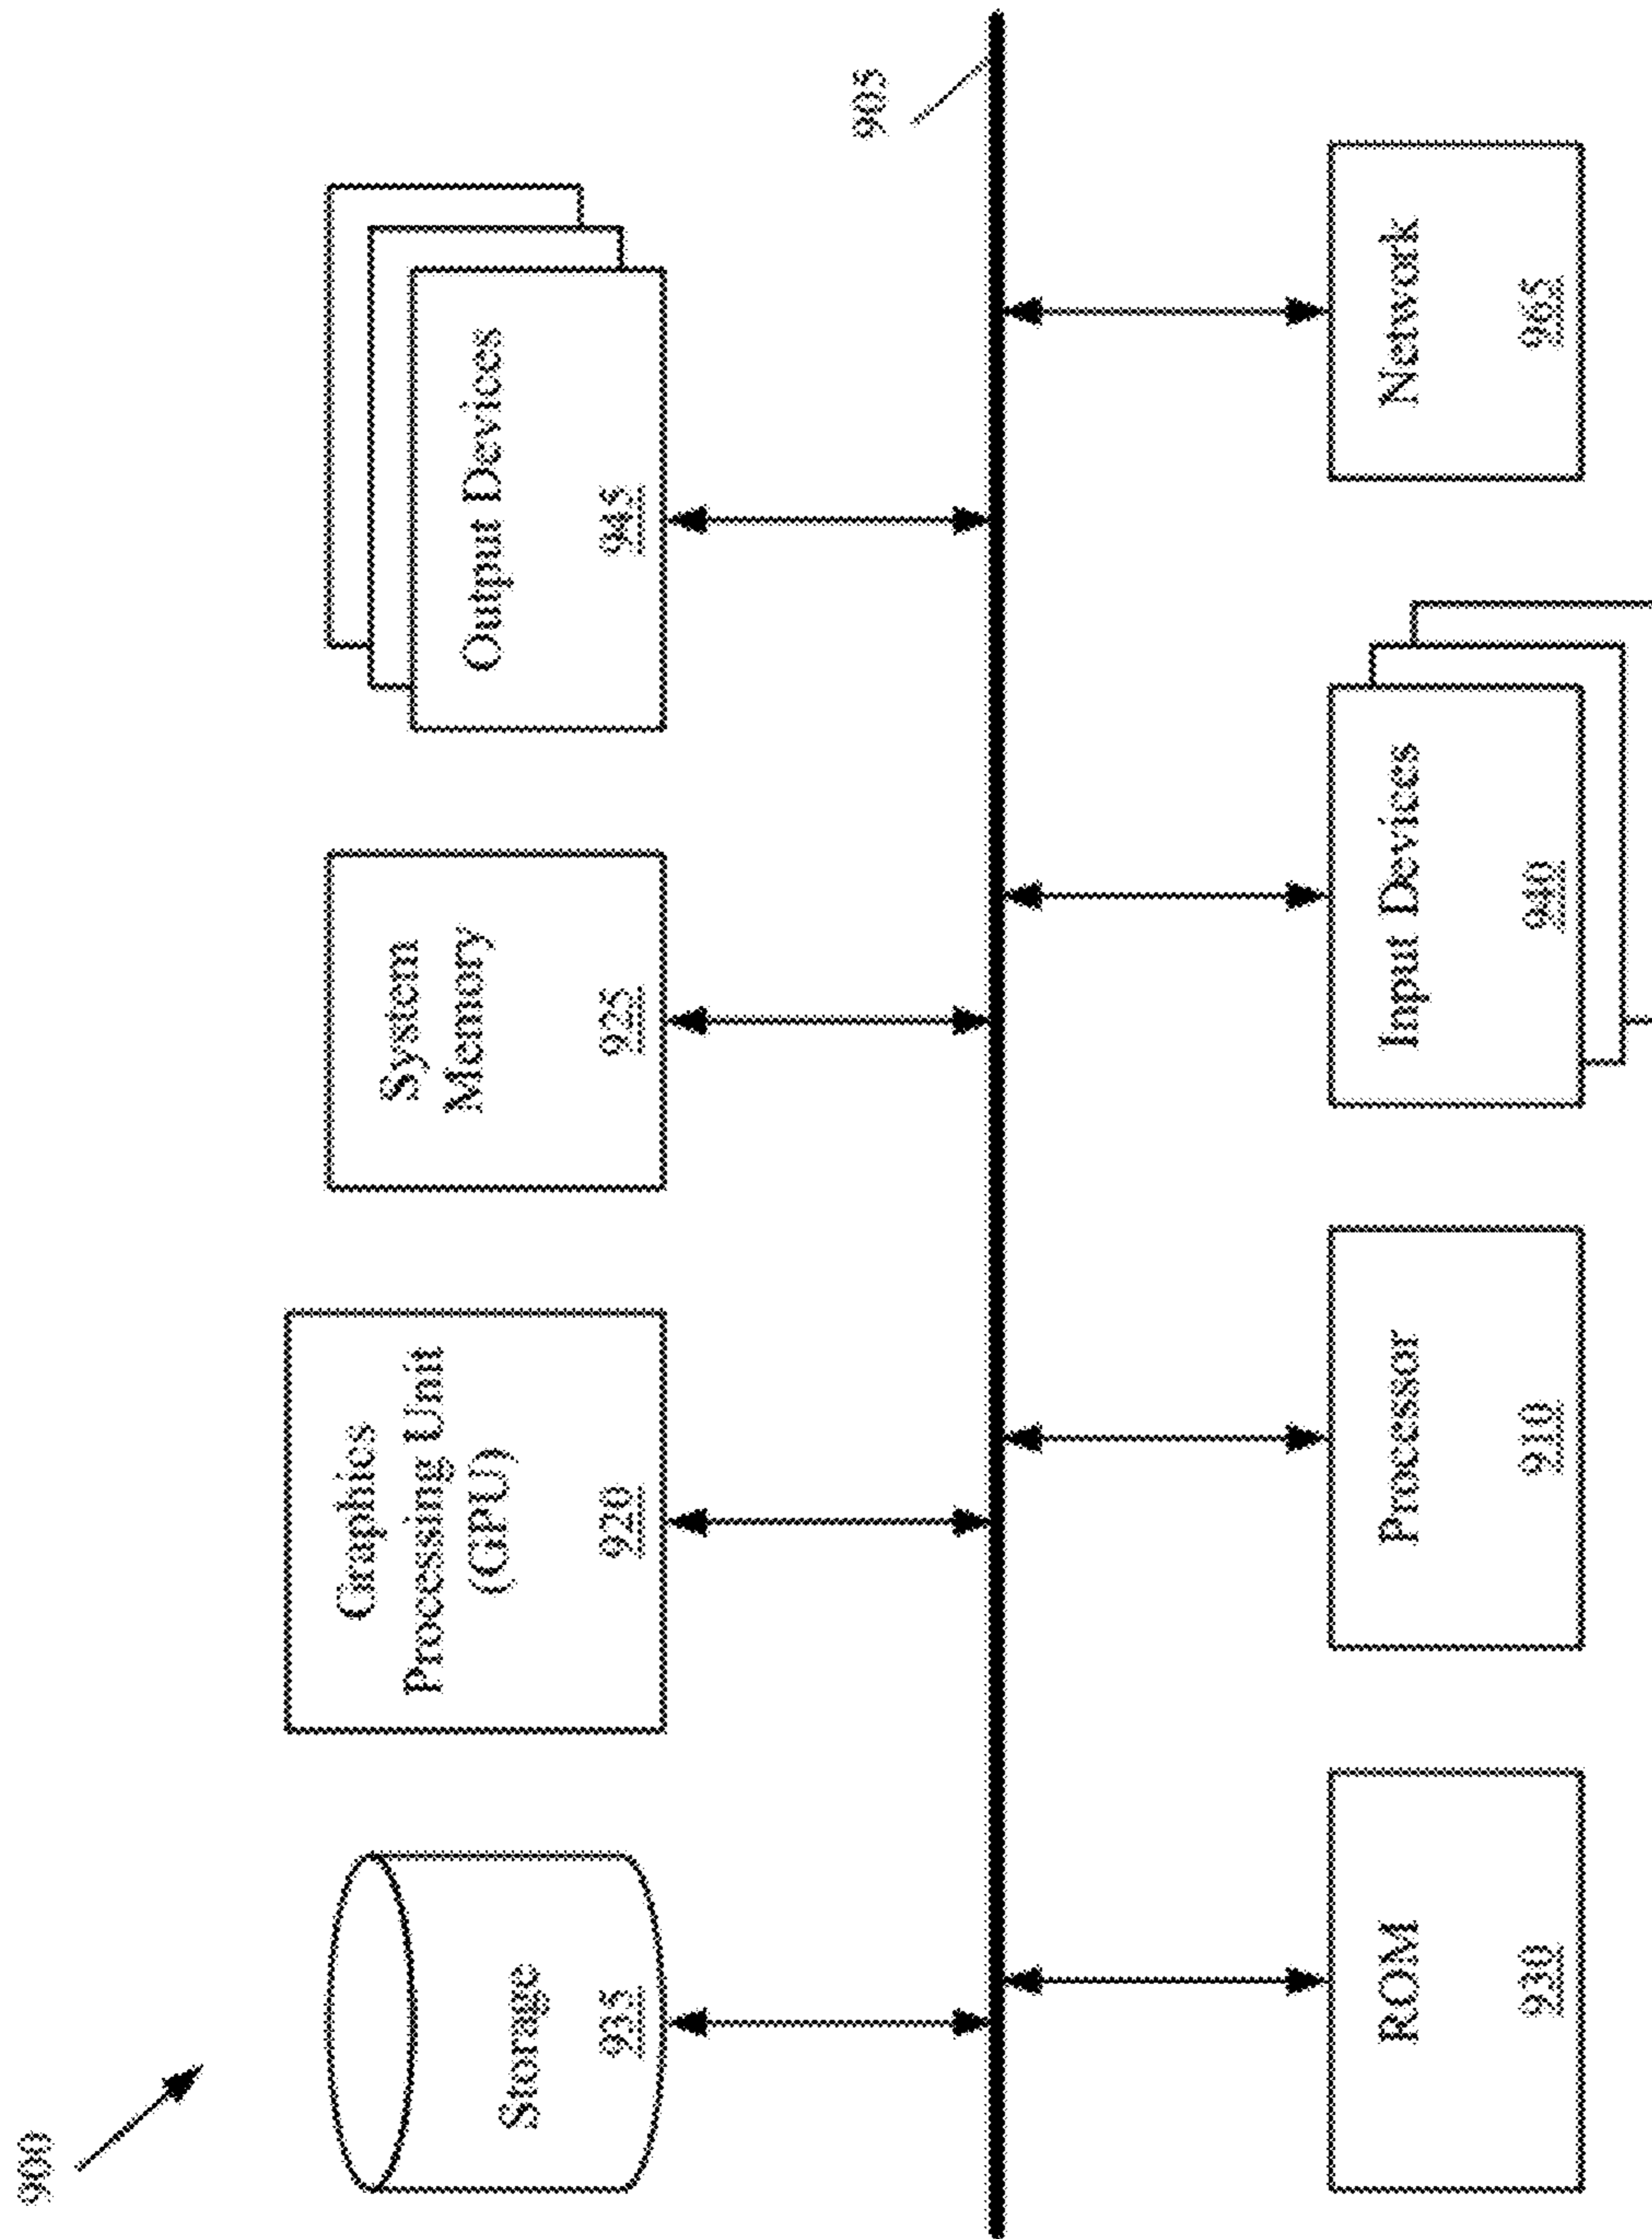 900
Storage
935
Graphics
Processing Unit
(GPU)
920
System
Memory
925
Output Devices
945
905
ROM
930
Processor
910
Input Devices
940
Network
965